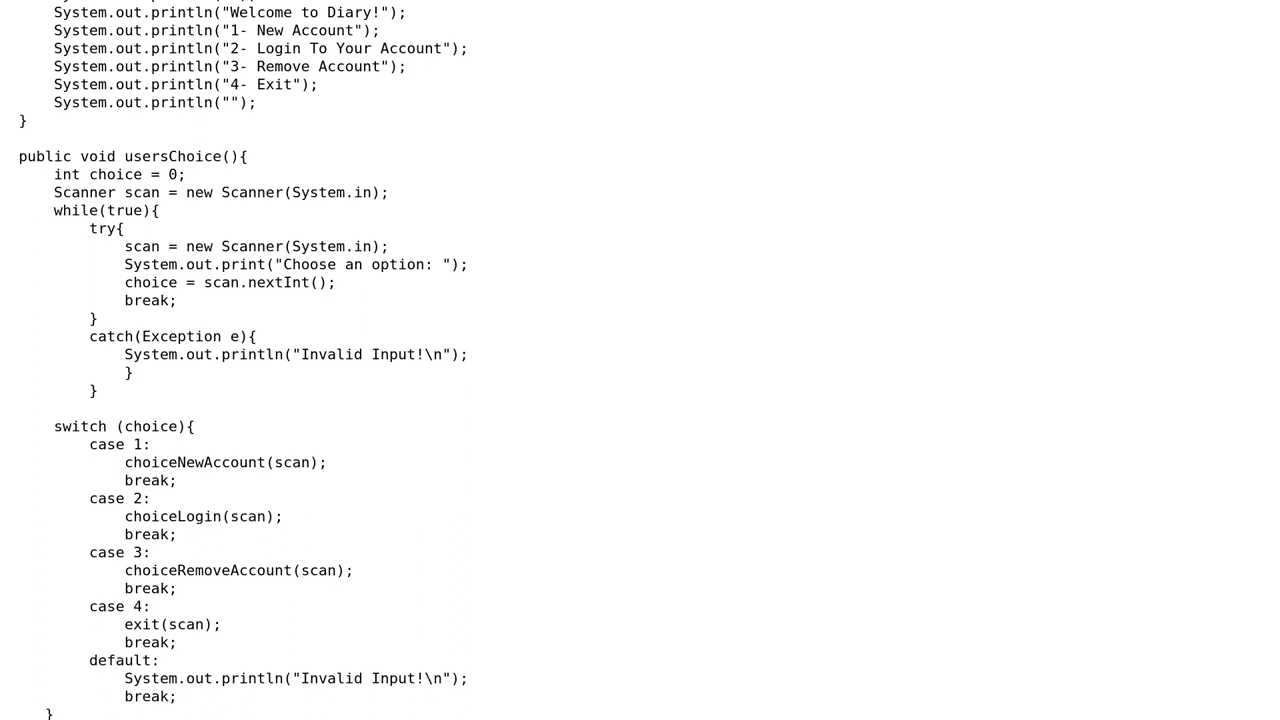 System.out.println("Welcome to Diary!");
System.out.println("1- New Account");
System.out.println("2- Login To Your Account");
System.out.println("3- Remove Account");
System.out.println("4- Exit");
System.out.println("");
}
public void usersChoice(){
int choice = 0;
Scanner scan = new Scanner(System.in);
while(true){
try{
scan = new Scanner(System.in);
System.out.print("Choose an option: ");
choice = scan.nextInt();
break;
}
catch(Exception e){
System.out.println("Invalid Input!\n");
}
}
switch (choice){
case 1:
choiceNewAccount(scan);
break;
case 2:
choiceLogin(scan);
break;
case 3:
choiceRemoveAccount(scan);
break;
case 4:
exit(scan);
break;
default:
System.out.println("Invalid Input!\n");
break;
}